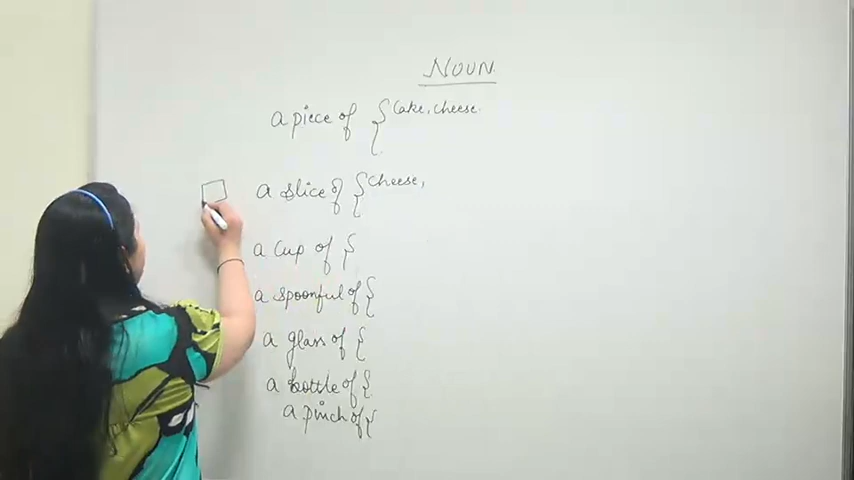 NOUN
a piece of { Cake, cheese.
a slice of { Cheese,
a cup of {
a spoonful of {
a glass of {
a bottle of {
a pinch of {